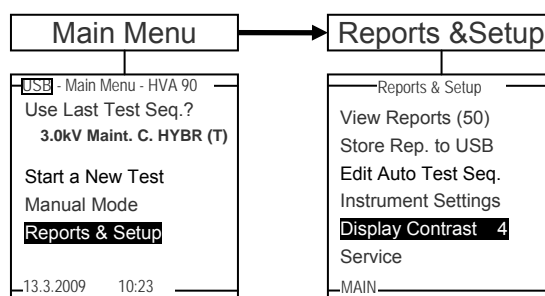 Main Menu
USB - Main Menu - HVA 90
Use Last Test Seq.?
3.0kV Maint. C. HYBR (T)
Start a New Test
Manual Mode
Reports & Setup
13.3.2009 10:23
Reports &Setup
Reports & Setup
View Reports (50)
Store Rep. to USB
Edit Auto Test Seq.
Instrument Settings
Display Contrast 4
Service
MAIN